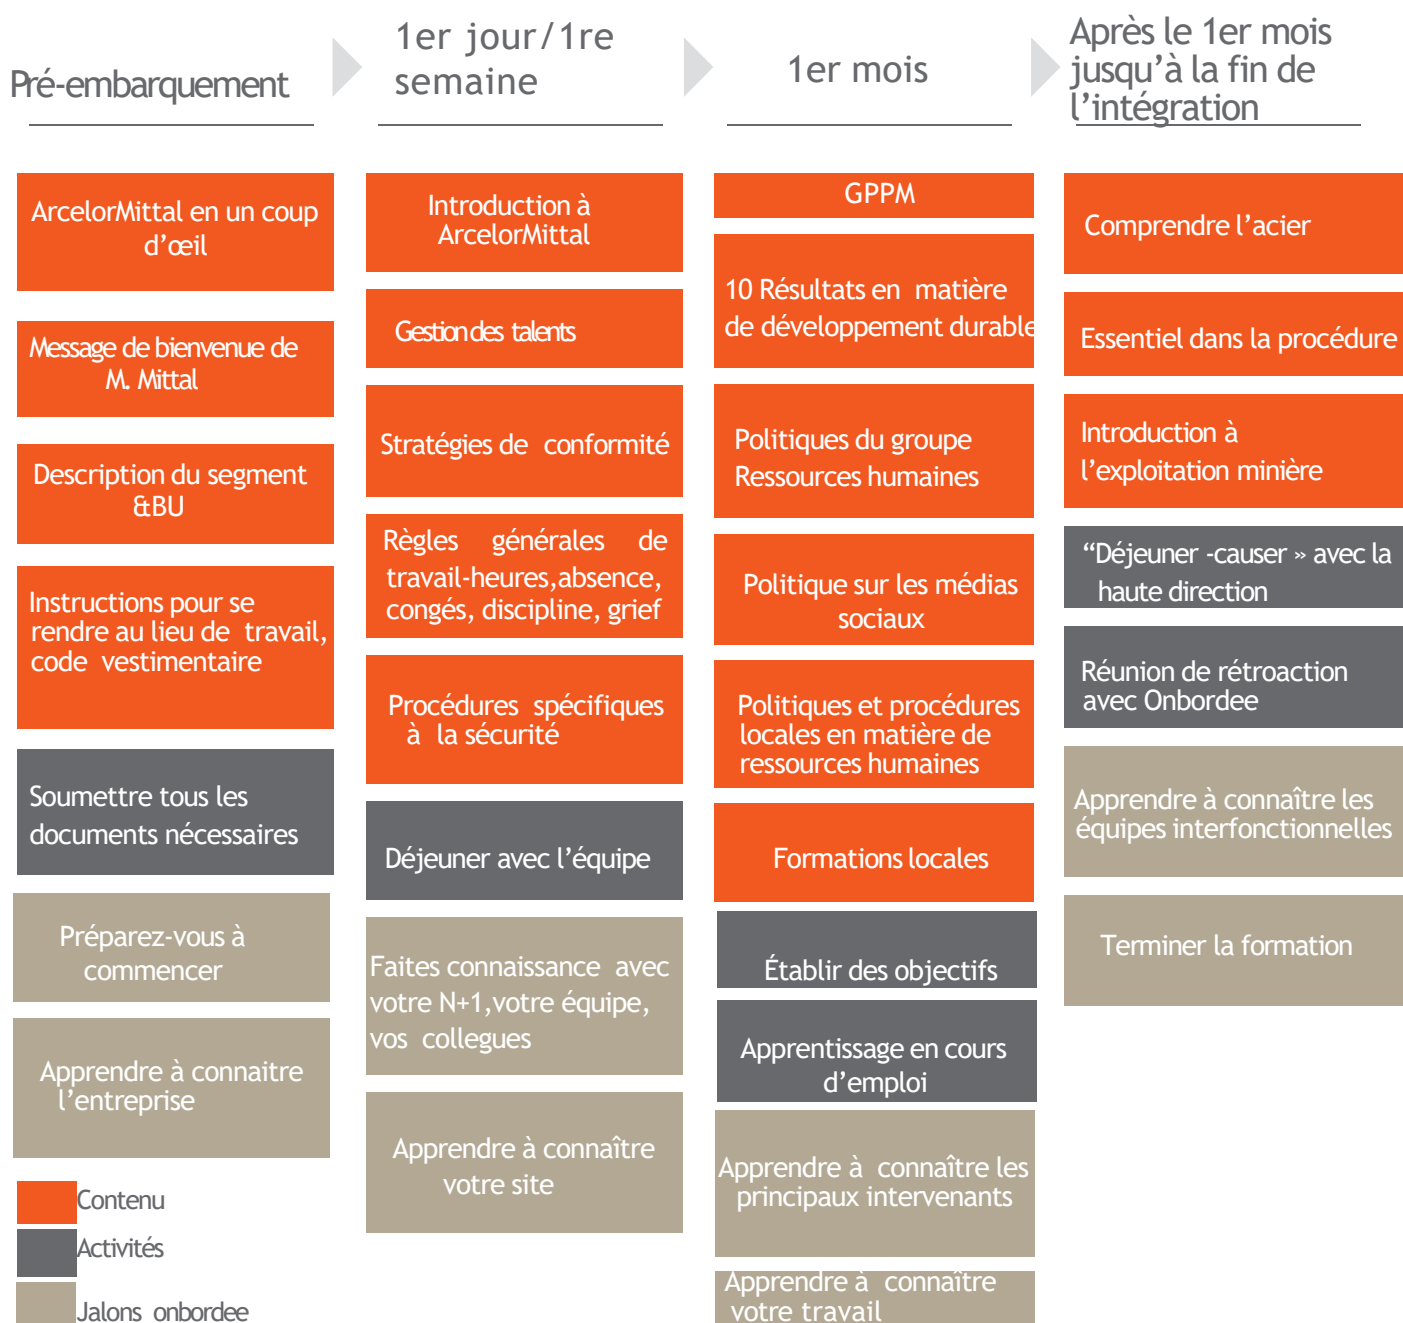 Pré-embarquement
1er jour/1re
semaine
1er mois
Après le 1er mois
jusqu’à la fin de
l’intégration
ArcelorMittal en un coup
d’œil
Message de bienvenue de
M. Mittal
Description du segment
&BU
Instructions pour se
rendre au lieu de travail,
code vestimentaire
Soumettre tous les
documents nécessaires
Préparez-vous à
commencer
Apprendre à connaitre
l’entreprise
Introduction à
ArcelorMittal
Gestion des talents
Stratégies de conformité
Règles générales de
travail-heures,absence,
congés, discipline, grief
Procédures spécifiques
à la sécurité
Déjeuner avec l’équipe
Faites connaissance avec
votre N+1,votre équipe,
vos collegues
Apprendre à connaître
votre site
GPPM
10 Résultats en matière
de développement durable
Politiques du groupe
Ressources humaines
Politique sur les médias
sociaux
Politiques et procédures
locales en matière de
ressources humaines
Formations locales
Établir des objectifs
Apprentissage en cours
d’emploi
Apprendre à connaître les
principaux intervenants
Apprendre à connaître
votre travail
Comprendre l’acier
Essentiel dans la procédure
Introduction à
l’exploitation minière
“Déjeuner -causer » avec la
haute direction
Réunion de rétroaction
avec Onbordee
Apprendre à connaître les
équipes interfonctionnelles
Terminer la formation
Contenu
Activités
Jalons onbordee